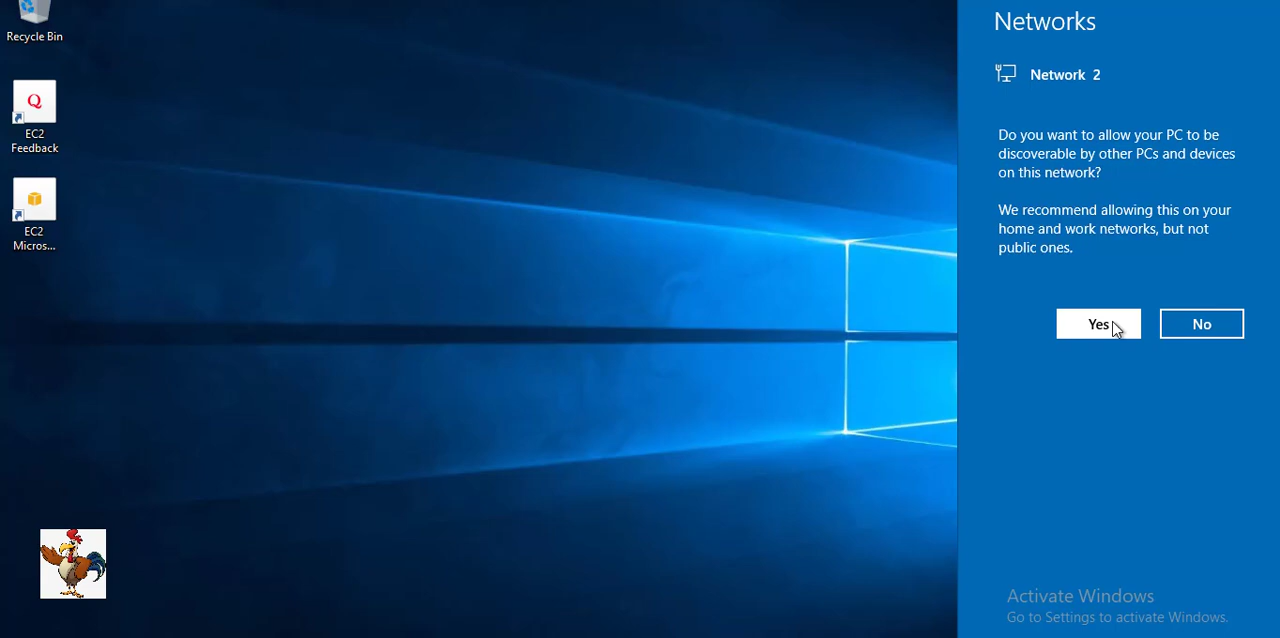 Recycle Bin
Q
EC2
Feedback
EC2
Micros...
Networks
Network 2
Do you want to allow your PC to be
discoverable by other PCs and devices
on this network?
We recommend allowing this on your
home and work networks, but not
public ones.
Yes
No
Activate Windows
Go to Settings to activate Windows.